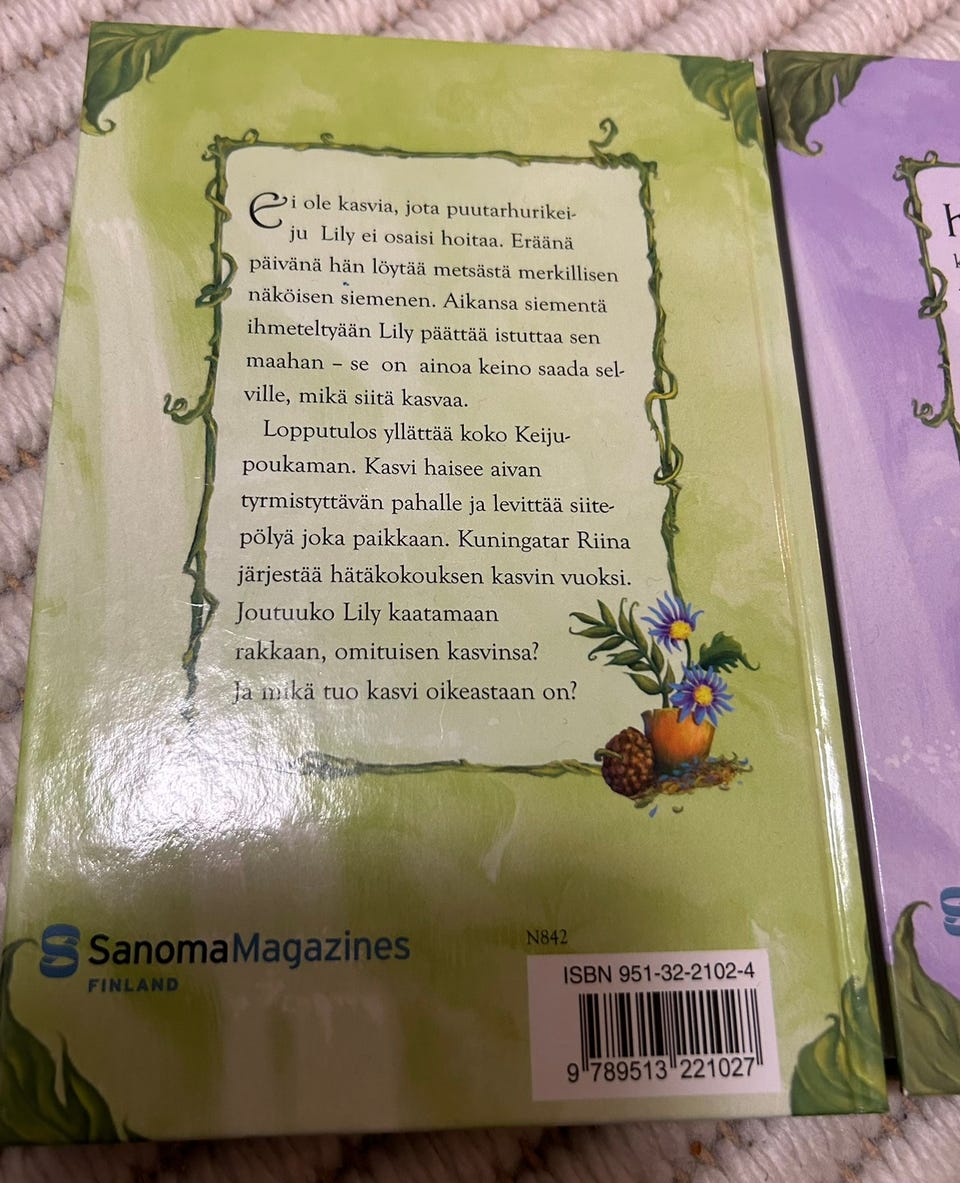 Ei ole kasvia, jota puutarhurikei-
ju Lily ei osaisi hoitaa. Eräänä
päivänä hän löytää metsästä merkillisen
näköisen siemenen. Aikansa siementä
ihmeteltyään Lily päättää istuttaa sen
maahan – se on ainoa keino saada sel-
ville, mikä siitä kasvaa.
Lopputulos yllättää koko Keiju-
poukaman. Kasvi haisee aivan
tyrmistyttävän pahalle ja levittää siite-
pölyä joka paikkaan. Kuningatar Riina
järjestää hätäkokouksen kasvin vuoksi.
Joutuuko Lily kaatamaan
rakkaan, omituisen kasvinsa?
Ja mikä tuo kasvi oikeastaan on?
SanomaMagazines
FINLAND
N842
ISBN 951-32-2102-4
9 789513 221027